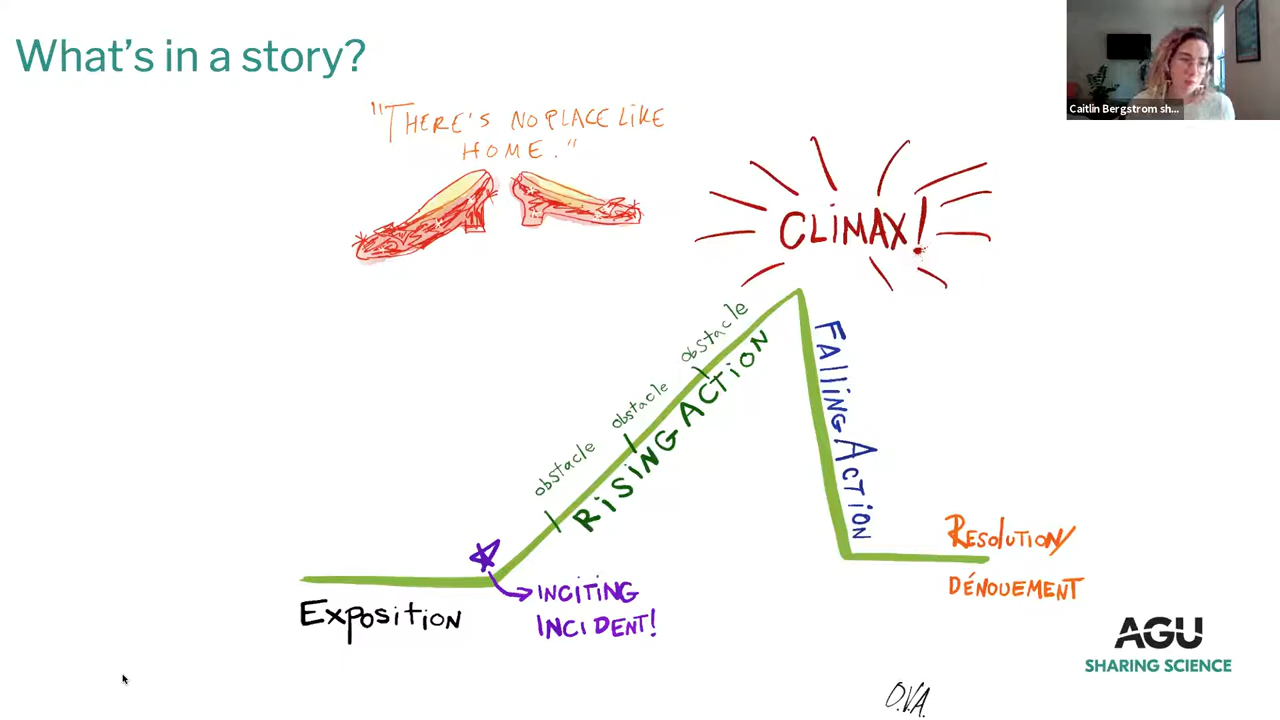 What's in a story?
Caitlin Bergstrom sh...
"THERE'S NO PLACE LIKE
HOME."
CLIMAX!
obstacle
obstacle
obstacle
RISING ACTION
FALLING ACTION
RESOLUTION/
DÉNOUEMENT
EXPOSITION
INCITING
INCIDENT!
AGU
SHARING SCIENCE
O.V.A.